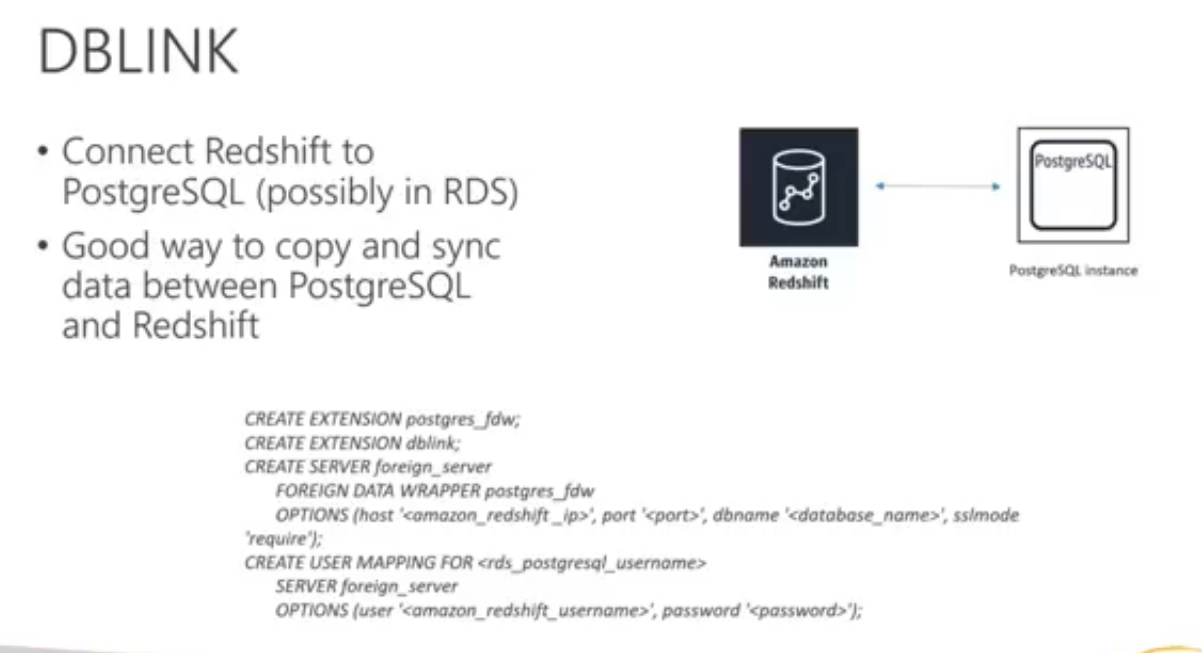 DBLINK
• Connect Redshift to
PostgreSQL (possibly in RDS)
• Good way to copy and sync
data between PostgreSQL
and Redshift
Amazon
Redshift
PostgreSQL
PostgreSQL instance
CREATE EXTENSION postgres_fdw;
CREATE EXTENSION dblink;
CREATE SERVER foreign_server
FOREIGN DATA WRAPPER postgres_fdw
OPTIONS (host '<amazon_redshift_ip>', port '<port>', dbname '<database_name>', sslmode
'require');
CREATE USER MAPPING FOR <rds_postgresql_username>
SERVER foreign_server
OPTIONS (user '<amazon_redshift_username>', password '<password>');